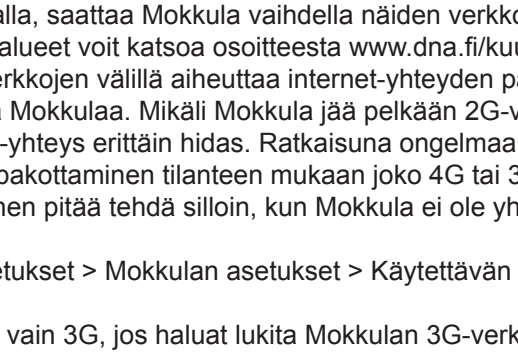 alla, saattaa Mokkula vaihdella näiden verkko
alueet voit katsoa osoitteesta www.dna.fi/kuu
erkkojen välillä aiheuttaa internet-yhteyden pä
Mokkulaa. Mikäli Mokkula jää pelkään 2G-v
-yhteys erittäin hidas. Ratkaisuna ongelmaa
pakottaminen tilanteen mukaan joko 4G tai 3
nen pitää tehdä silloin, kun Mokkula ei ole yh
etukset > Mokkulan asetukset > Käytettävän
vain 3G, jos haluat lukita Mokkulan 3G-verk